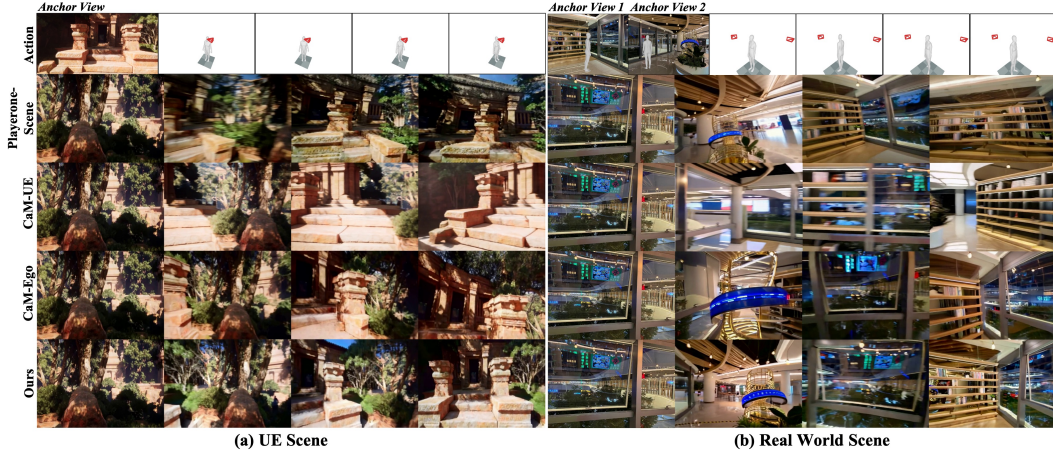 Anchor View
Anchor View 1 Anchor View 2
Action
Playerone-
Scene
CaM-UE
CaM-Ego
Ours
(a) UE Scene
(b) Real World Scene